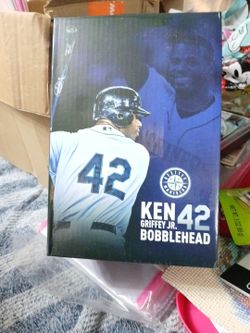 42
KEN 42
GRIFFEY JR.
BOBBLEHEAD